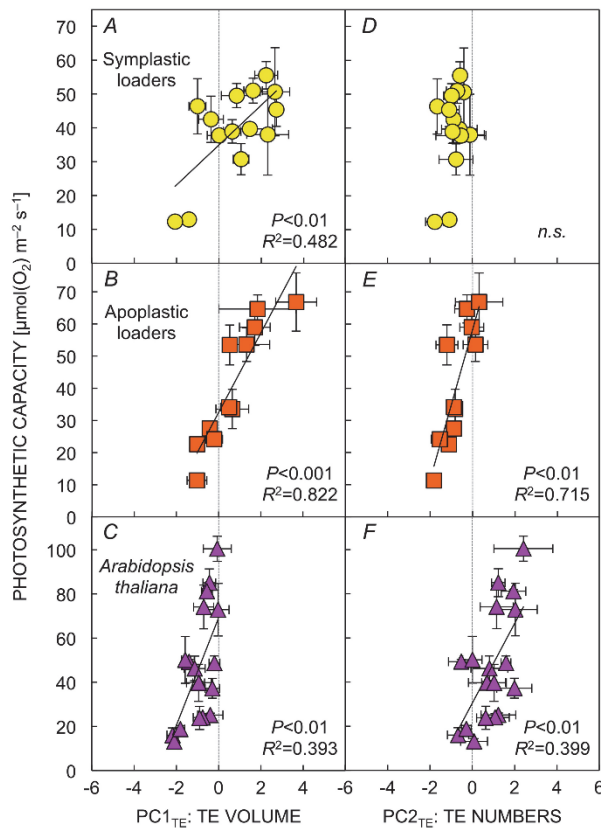 PHOTOSYNTHETIC CAPACITY [µmol(O₂) m⁻² s⁻¹]
A
Symplastic
loaders
75
70
60
50
40
30
20
10
0
P<0.01
R²=0.482
D
n.s.
B
Apoplastic
loaders
70
60
50
40
30
20
10
0
P<0.001
R²=0.822
E
P<0.01
R²=0.715
C
Arabidopsis
thaliana
100
80
60
40
20
0
P<0.01
R²=0.393
F
P<0.01
R²=0.399
-6 -4 -2 0 2 4 -4 -2 0 2 4 6
PC1TE: TE VOLUME
PC2TE: TE NUMBERS